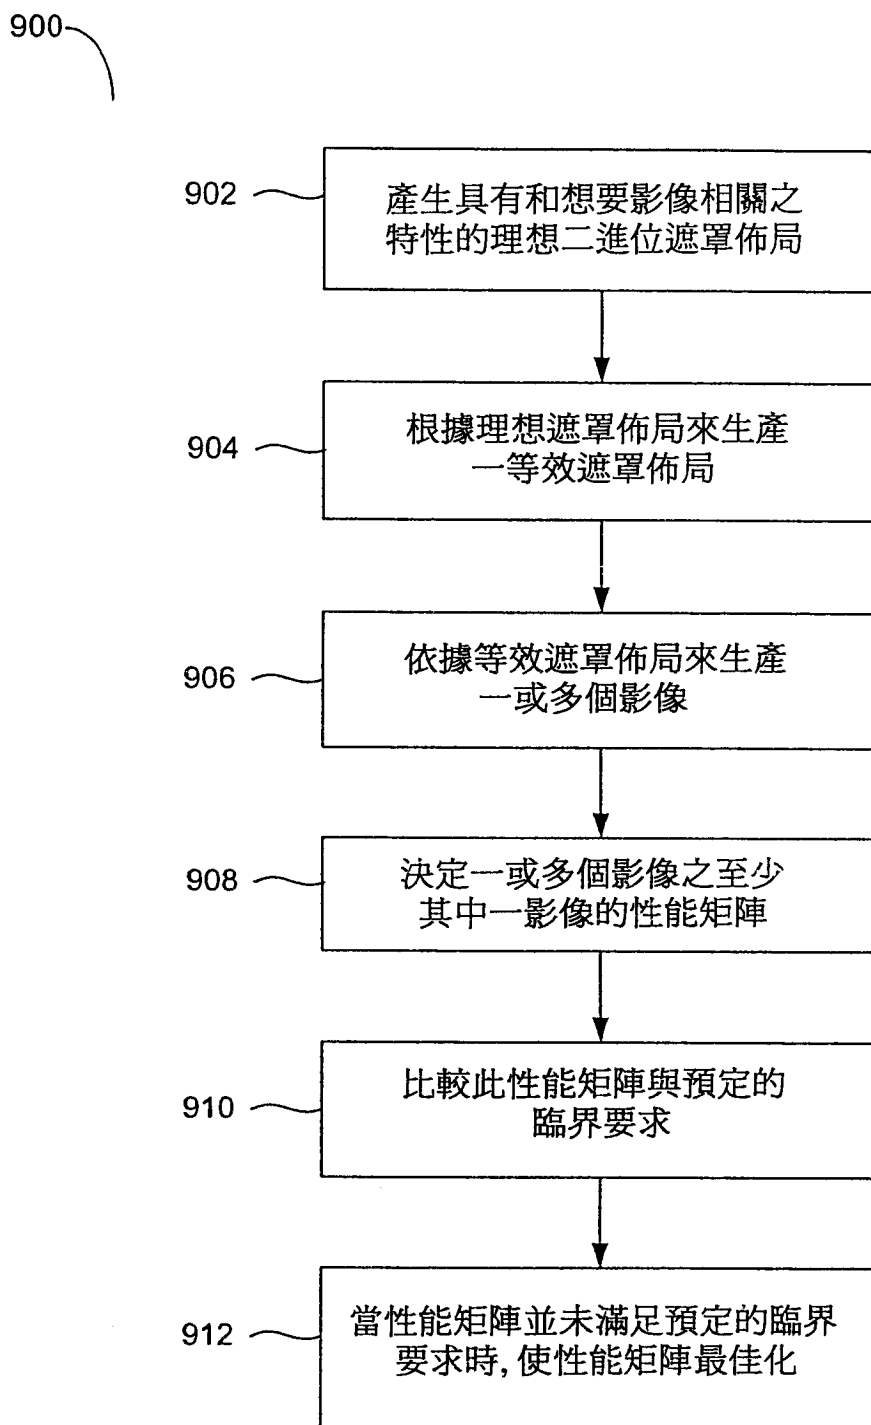 900
902
產生具有和想要影像相關之
特性的理想二進位遮罩佈局
904
根據理想遮罩佈局來生產
一等效遮罩佈局
906
依據等效遮罩佈局來生產
一或多個影像
908
決定一或多個影像之至少
其中一影像的性能矩陣
910
比較此性能矩陣與預定的
臨界要求
912
當性能矩陣並未滿足預定的臨界
要求時, 使性能矩陣最佳化